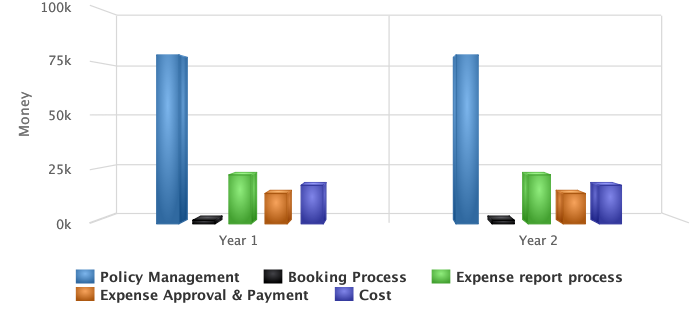 100k
75k
50k
25k
0k
Money
Year 1
Year 2
Policy Management
Booking Process
Expense report process
Expense Approval & Payment
Cost